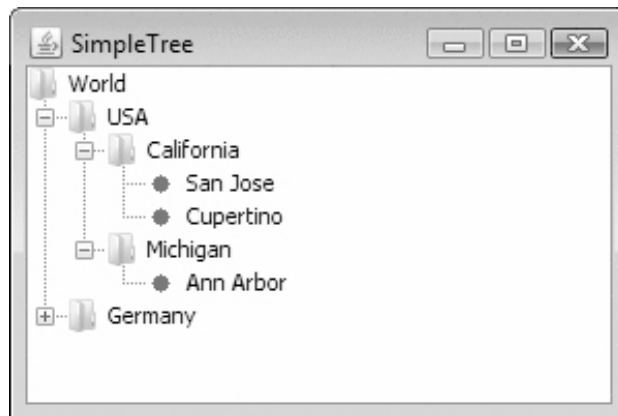 SimpleTree
World
USA
California
San Jose
Cupertino
Michigan
Ann Arbor
Germany